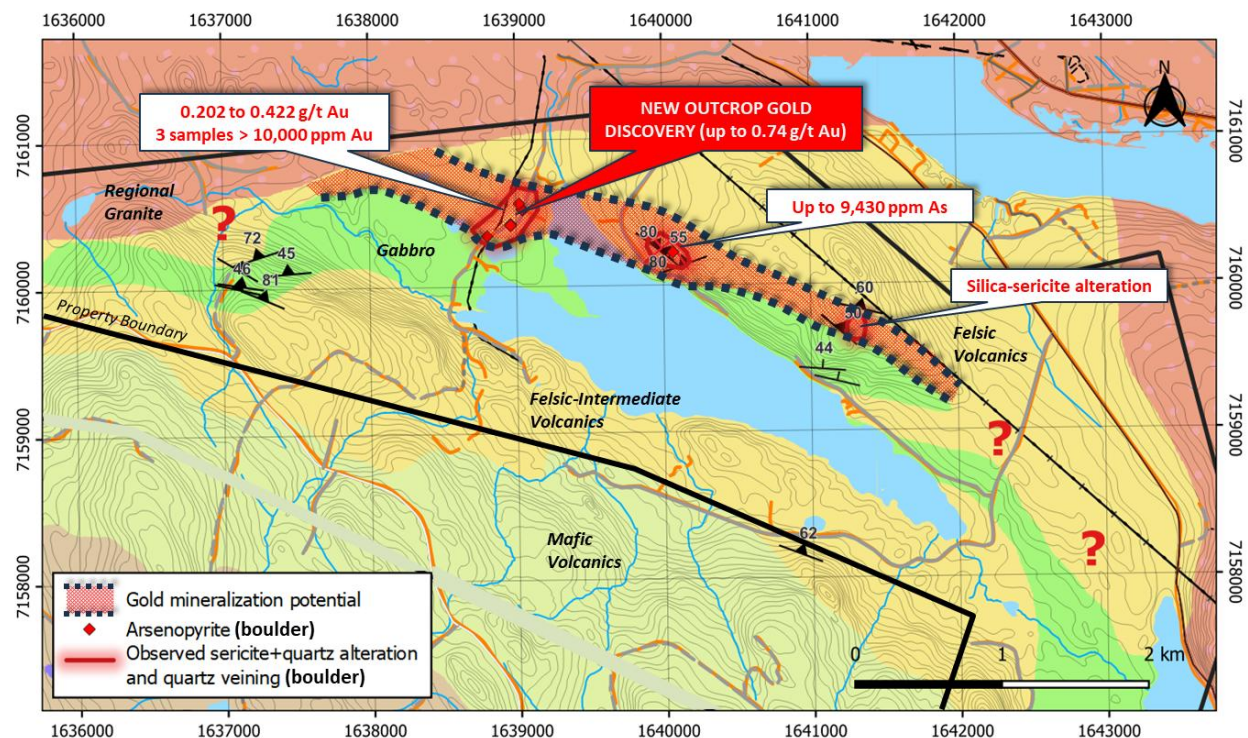 1636000 1637000 1638000 1639000 1640000 1641000 1642000 1643000
N
0.202 to 0.422 g/t Au
3 samples > 10,000 ppm Au
NEW OUTCROP GOLD
DISCOVERY (up to 0.74 g/t Au)
7161000
7161000
Regional
Granite
?
Up to 9,430 ppm As
80
55
80
72
45
46
81
Gabbro
7160000
7160000
Silica-sericite alteration
60
50
44
Property Boundary
Felsic
Volcanics
Felsic-Intermediate
Volcanics
7159000
7159000
?
Mafic
Volcanics
62
?
7158000
7158000
Gold mineralization potential
Arsenopyrite (boulder)
Observed sericite+quartz alteration
and quartz veining (boulder)
0 1 2 km
1636000 1637000 1638000 1639000 1640000 1641000 1642000 1643000